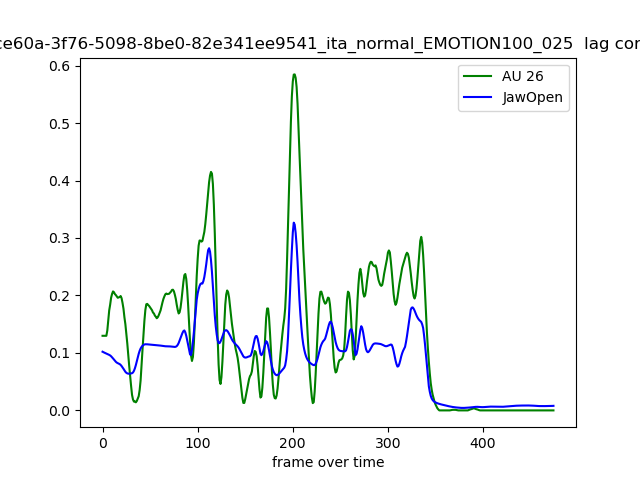 ce60a-3f76-5098-8be0-82e341ee9541_ita_normal_EMOTION100_025 lag cor
AU 26
JawOpen
0.6
0.5
0.4
0.3
0.2
0.1
0.0
0 100 200 300 400
frame over time